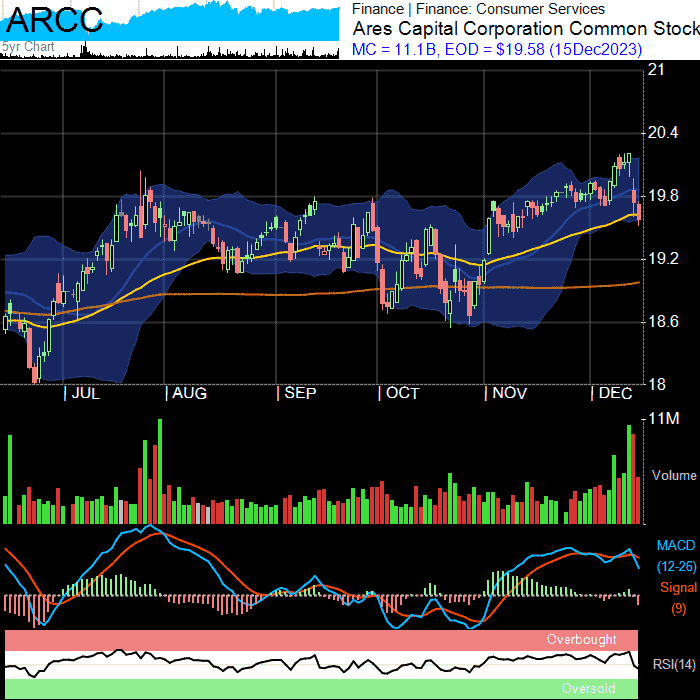 ARCC
5yr Chart
Finance | Finance: Consumer Services
Ares Capital Corporation Common Stock
MC = 11.1B, EOD = $19.58 (15Dec2023)
21
20.4
19.8
19.2
18.6
18
| JUL | AUG | SEP | OCT | NOV | DEC
11M
Volume
MACD
(12-26)
Signal
(9)
Overbought
RSI(14)
Oversold